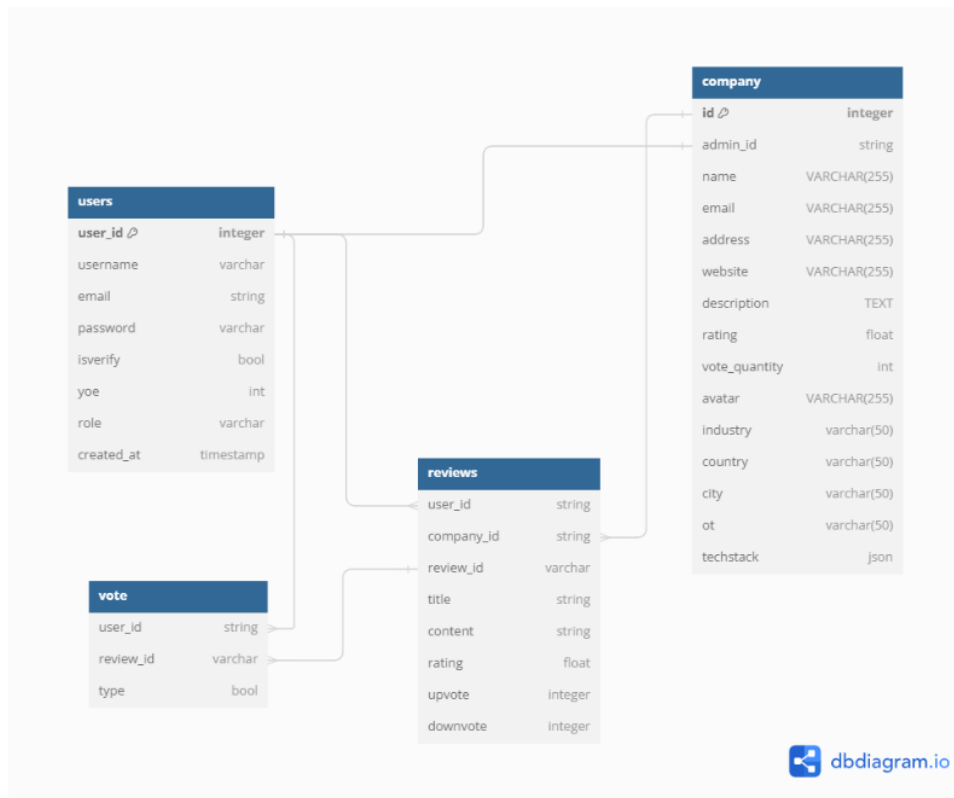 company
id integer
admin_id string
name VARCHAR(255)
email VARCHAR(255)
address VARCHAR(255)
website VARCHAR(255)
description TEXT
rating float
vote_quantity int
avatar VARCHAR(255)
industry varchar(50)
country varchar(50)
city varchar(50)
ot varchar(50)
techstack json
users
user_id integer
username varchar
email string
password varchar
isverify bool
yoe int
role varchar
created_at timestamp
reviews
user_id string
company_id string
review_id varchar
title string
content string
rating float
upvote integer
downvote integer
vote
user_id string
review_id varchar
type bool
dbdiagram.io